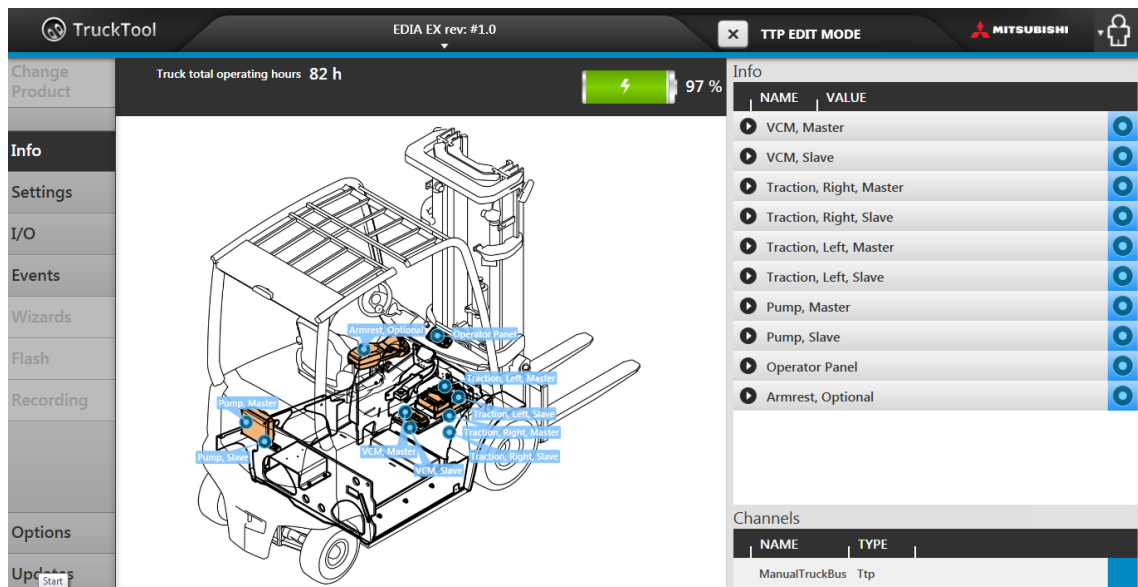 TruckTool
EDIA EX rev: #1.0
TTP EDIT MODE
MITSUBISHI
Change
Product
Info
Settings
I/O
Events
Wizards
Flash
Recording
Options
Updates
Start
Truck total operating hours 82 h
97 %
Armrest, Optional
Operator Panel
Traction, Left, Master
Pump, Master
Traction, Left, Slave
Traction, Right, Master
VCM, Master
Traction, Right, Slave
Pump, Slave
VCM, Slave
Info
NAME VALUE
VCM, Master
VCM, Slave
Traction, Right, Master
Traction, Right, Slave
Traction, Left, Master
Traction, Left, Slave
Pump, Master
Pump, Slave
Operator Panel
Armrest, Optional
Channels
NAME TYPE
ManualTruckBus Ttp